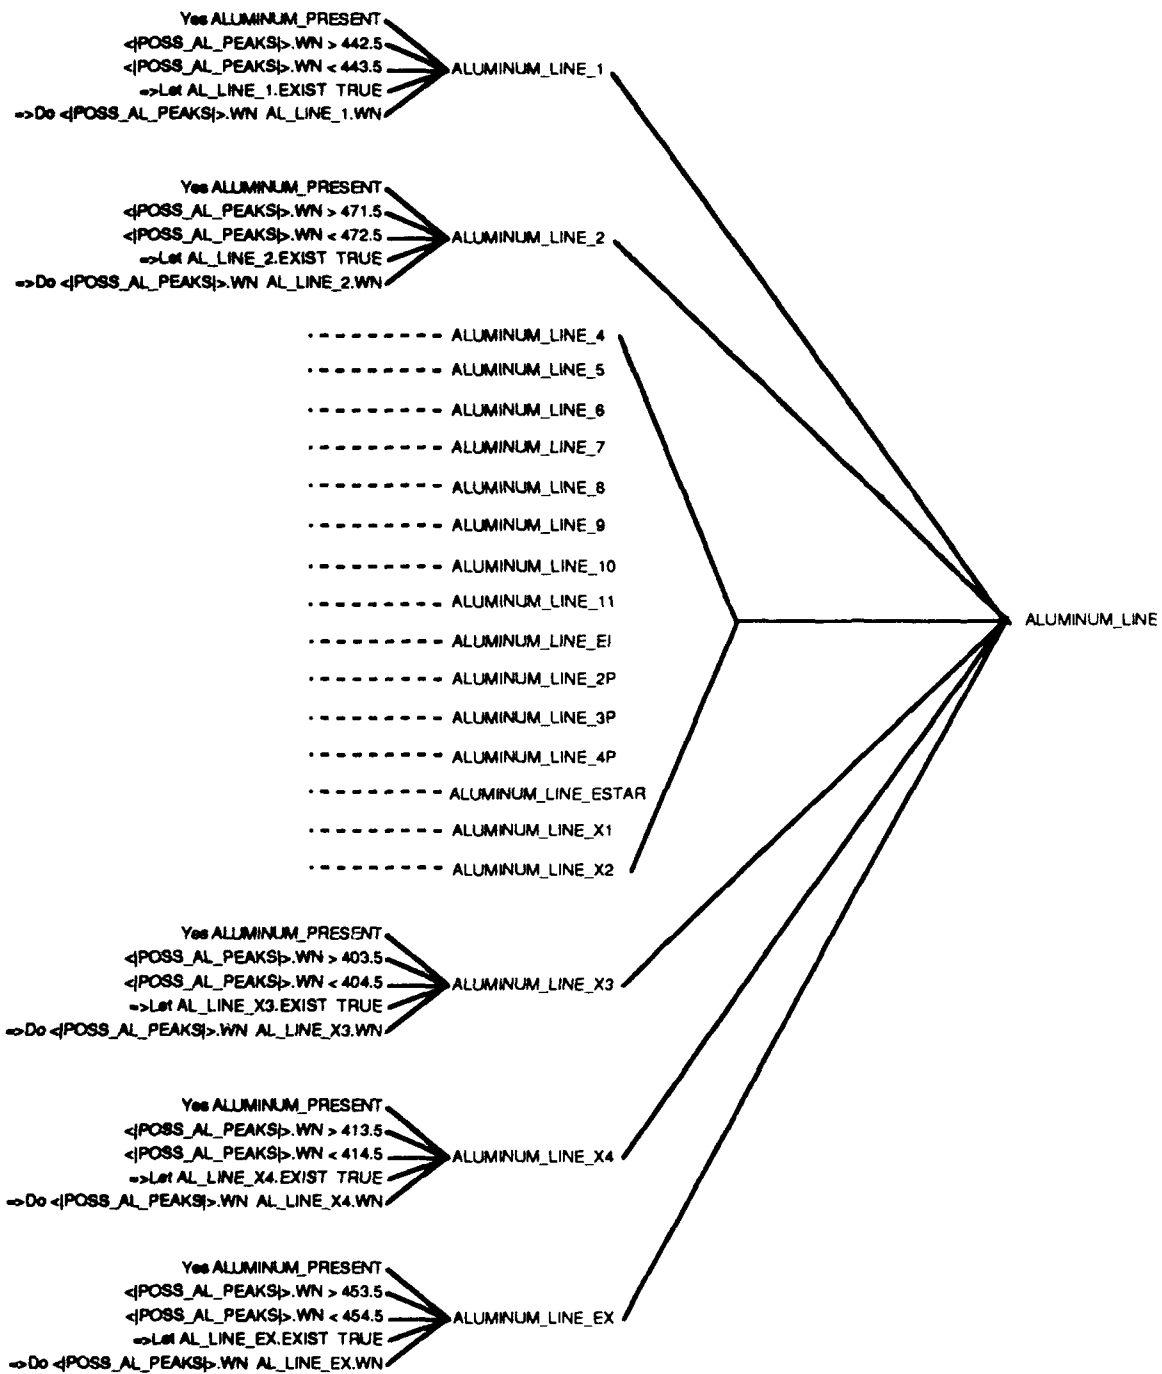 Yes ALUMINUM_PRESENT
<|POSS_AL_PEAKS|>.WN > 442.5
<|POSS_AL_PEAKS|>.WN < 443.5
=>Let AL_LINE_1.EXIST TRUE
=>Do <|POSS_AL_PEAKS|>.WN AL_LINE_1.WN
ALUMINUM_LINE_1
Yes ALUMINUM_PRESENT
<|POSS_AL_PEAKS|>.WN > 471.5
<|POSS_AL_PEAKS|>.WN < 472.5
=>Let AL_LINE_2.EXIST TRUE
=>Do <|POSS_AL_PEAKS|>.WN AL_LINE_2.WN
ALUMINUM_LINE_2
ALUMINUM_LINE_4
ALUMINUM_LINE_5
ALUMINUM_LINE_6
ALUMINUM_LINE_7
ALUMINUM_LINE_8
ALUMINUM_LINE_9
ALUMINUM_LINE_10
ALUMINUM_LINE_11
ALUMINUM_LINE_EI
ALUMINUM_LINE_2P
ALUMINUM_LINE_3P
ALUMINUM_LINE_4P
ALUMINUM_LINE_ESTAR
ALUMINUM_LINE_X1
ALUMINUM_LINE_X2
ALUMINUM_LINE
Yes ALUMINUM_PRESENT
<|POSS_AL_PEAKS|>.WN > 403.5
<|POSS_AL_PEAKS|>.WN < 404.5
=>Let AL_LINE_X3.EXIST TRUE
=>Do <|POSS_AL_PEAKS|>.WN AL_LINE_X3.WN
ALUMINUM_LINE_X3
Yes ALUMINUM_PRESENT
<|POSS_AL_PEAKS|>.WN > 413.5
<|POSS_AL_PEAKS|>.WN < 414.5
=>Let AL_LINE_X4.EXIST TRUE
=>Do <|POSS_AL_PEAKS|>.WN AL_LINE_X4.WN
ALUMINUM_LINE_X4
Yes ALUMINUM_PRESENT
<|POSS_AL_PEAKS|>.WN > 453.5
<|POSS_AL_PEAKS|>.WN < 454.5
=>Let AL_LINE_EX.EXIST TRUE
=>Do <|POSS_AL_PEAKS|>.WN AL_LINE_EX.WN
ALUMINUM_LINE_EX